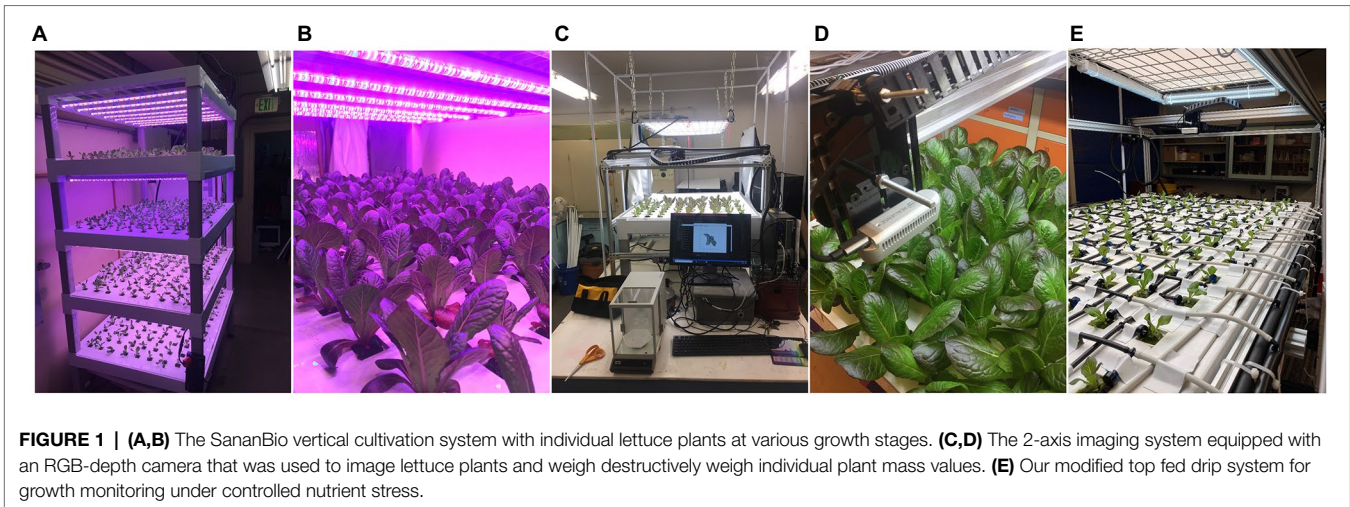 A
B
C
D
E
EXIT
FIGURE 1 | (A,B) The SananBio vertical cultivation system with individual lettuce plants at various growth stages. (C,D) The 2-axis imaging system equipped with
an RGB-depth camera that was used to image lettuce plants and weigh destructively weigh individual plant mass values. (E) Our modified top fed drip system for
growth monitoring under controlled nutrient stress.